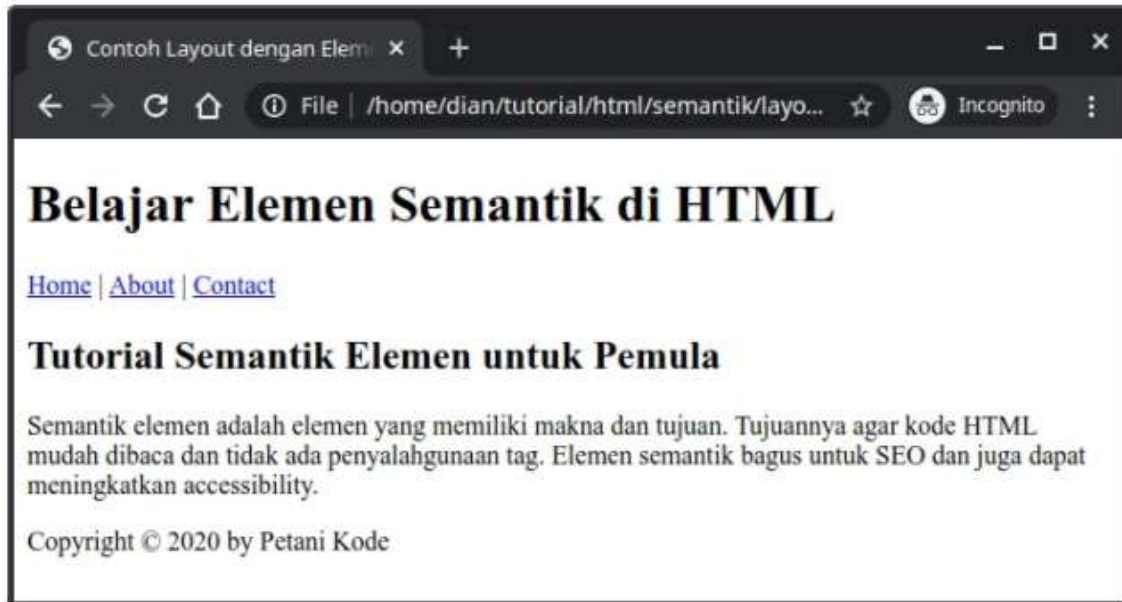 Contoh Layout dengan Elem
File | /home/dian/tutorial/html/semantik/layo... Incognito
Belajar Elemen Semantik di HTML
Home | About | Contact
Tutorial Semantik Elemen untuk Pemula
Semantik elemen adalah elemen yang memiliki makna dan tujuan. Tujuannya agar kode HTML
mudah dibaca dan tidak ada penyalahgunaan tag. Elemen semantik bagus untuk SEO dan juga dapat
meningkatkan accessibility.
Copyright © 2020 by Petani Kode